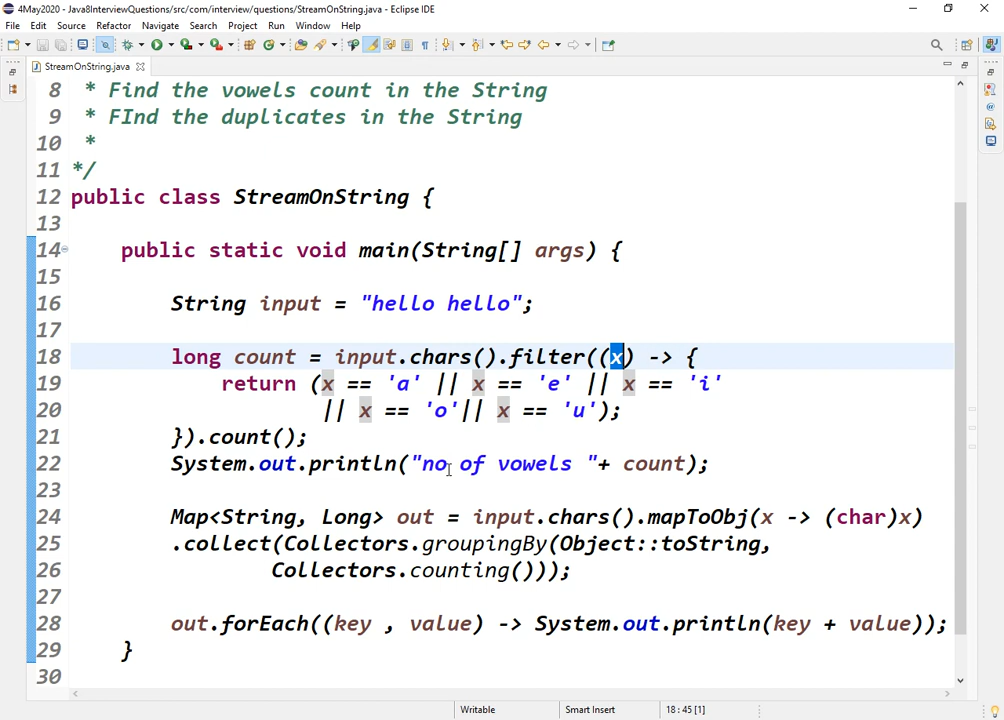 4May2020 - Java8InterviewQuestions/src/com/interview/questions/StreamOnString.java - Eclipse IDE
File Edit Source Refactor Navigate Search Project Run Window Help
StreamOnString.java
8 * Find the vowels count in the String
9 * FInd the duplicates in the String
10 *
11 */
12 public class StreamOnString {
13
14 public static void main(String[] args) {
15
16 String input = "hello hello";
17
18 long count = input.chars().filter((x) -> {
19 return (x == 'a' || x == 'e' || x == 'i'
20 || x == 'o'|| x == 'u');
21 }).count();
22 System.out.println("no of vowels "+ count);
23
24 Map<String, Long> out = input.chars().mapToObj(x -> (char)x)
25 .collect(Collectors.groupingBy(Object::toString,
26 Collectors.counting()));
27
28 out.forEach((key , value) -> System.out.println(key + value));
29 }
30
Writable Smart Insert 18 : 45 [1]